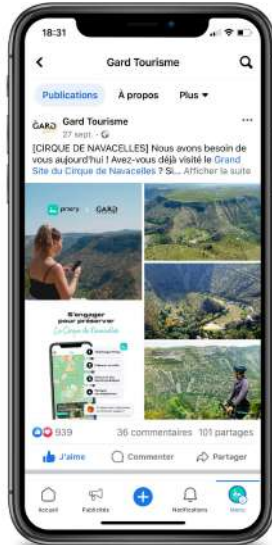 18:31
Gard Tourisme
Publications À propos Plus
GARD
Gard Tourisme
27 sept.
[CIRQUE DE NAVACELLES] Nous avons besoin de
vous aujourd'hui ! Avez-vous déjà visité le Grand
Site du Cirque de Navacelles ? Si... Afficher la suite
GARD
S'engager
pour préserver
Le Cirque de Navacelles
939 36 commentaires 101 partages
J'aime Commenter Partager
Accueil Publicités Notifications Menu